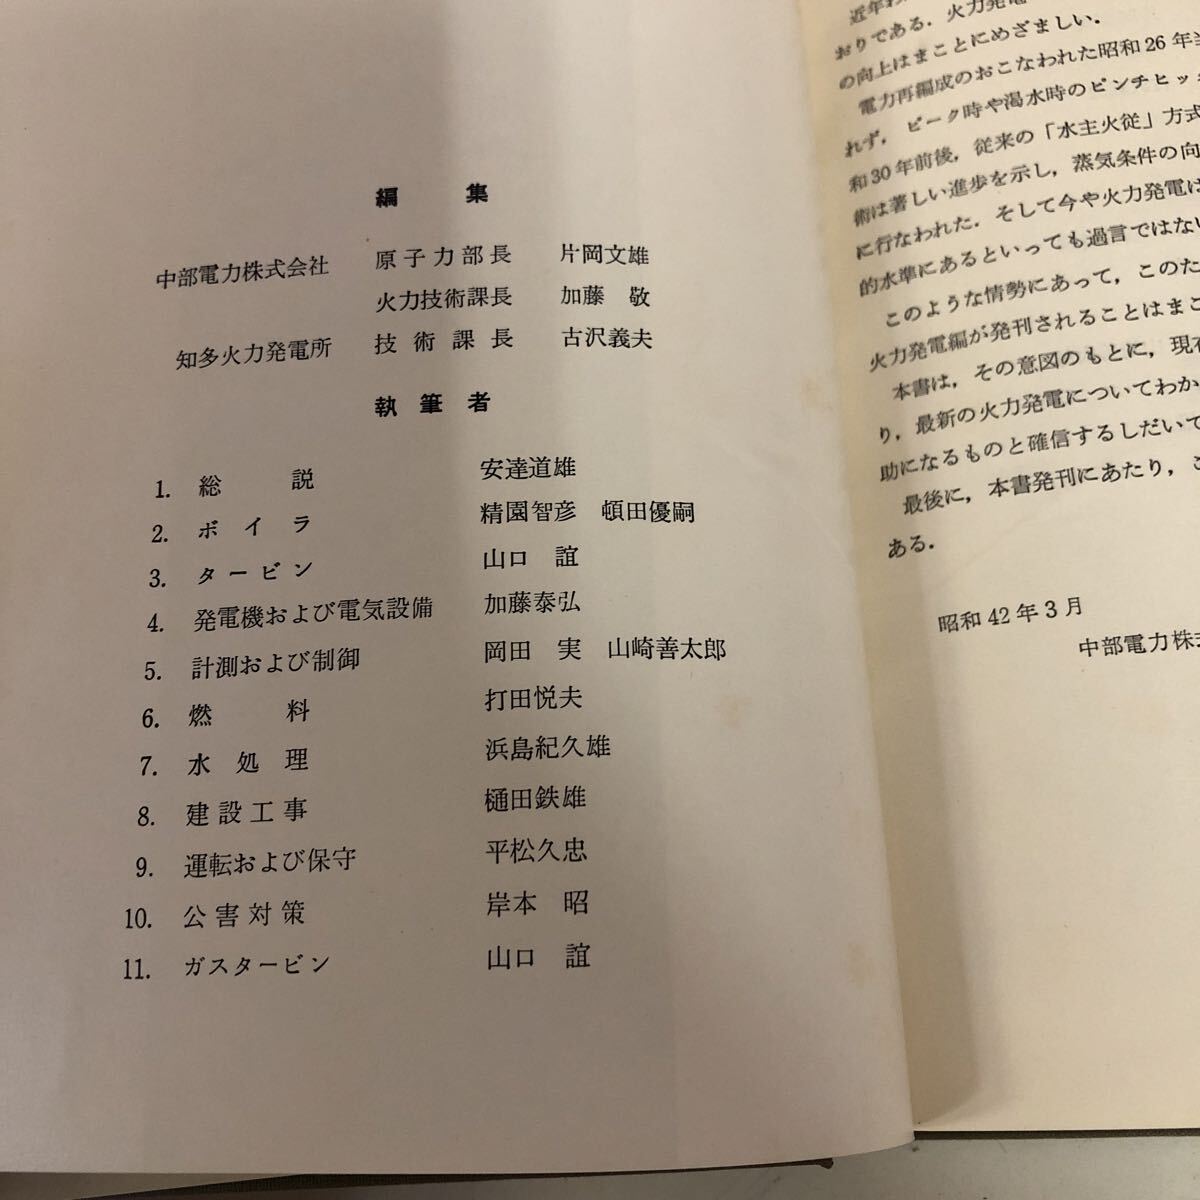 編集
中部電力株式会社 原子力部長 片岡文雄
火力技術課長 加藤 敬
知多火力発電所 技術課長 古沢義夫
執筆者
1. 総説 安達道雄
2. ボイラ 精園智彦 頓田優嗣
3. タービン 山口 誼
4. 発電機および電気設備 加藤泰弘
5. 計測および制御 岡田 実 山崎善太郎
6. 燃料 打田悦夫
7. 水処理 浜島紀久雄
8. 建設工事 樋田鉄雄
9. 運転および保守 平松久忠
10. 公害対策 岸本 昭
11. ガスタービン 山口 誼
近年わ
おりである．火力発電
の向上はまことにめざましい．
電力再編成のおこなわれた昭和26年当
れず，ピーク時や渇水時のピンチヒッ
和30年前後，従来の「水主火従」方式
術は著しい進歩を示し，蒸気条件の向
に行なわれた．そして今や火力発電は
的水準にあるといっても過言ではない
このような情勢にあって，このた
火力発電編が発刊されることはまこ
本書は，その意図のもとに，現在
り，最新の火力発電についてわか
助になるものと確信するしだいで
最後に，本書発刊にあたり，こ
ある．
昭和42年3月
中部電力株式